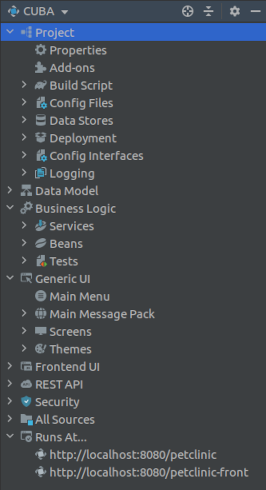 CUBA
Project
Properties
Add-ons
Build Script
Config Files
Data Stores
Deployment
Config Interfaces
Logging
Data Model
Business Logic
Services
Beans
Tests
Generic UI
Main Menu
Main Message Pack
Screens
Themes
Frontend UI
REST API
Security
All Sources
Runs At...
http://localhost:8080/petclinic
http://localhost:8080/petclinic-front